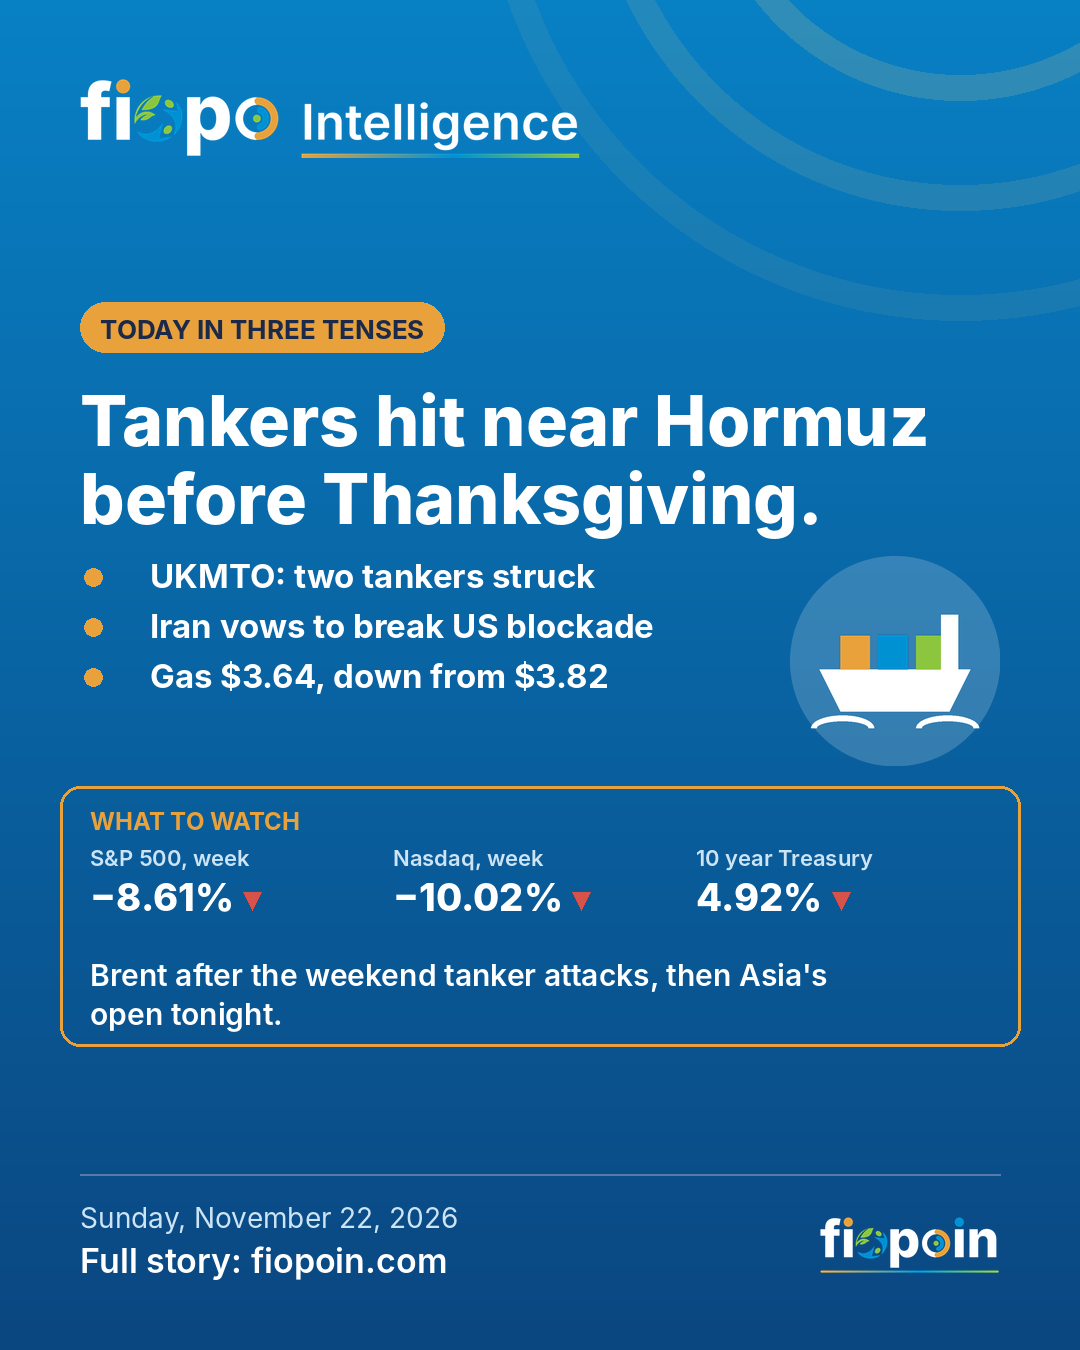 fiopo Intelligence
TODAY IN THREE TENSES
Tankers hit near Hormuz
before Thanksgiving.
UKMTO: two tankers struck
Iran vows to break US blockade
Gas $3.64, down from $3.82
WHAT TO WATCH
S&P 500, week
Nasdaq, week
10 year Treasury
−8.61% ▼
−10.02% ▼
4.92% ▼
Brent after the weekend tanker attacks, then Asia's
open tonight.
Sunday, November 22, 2026
Full story: fiopoin.com
fiopoin